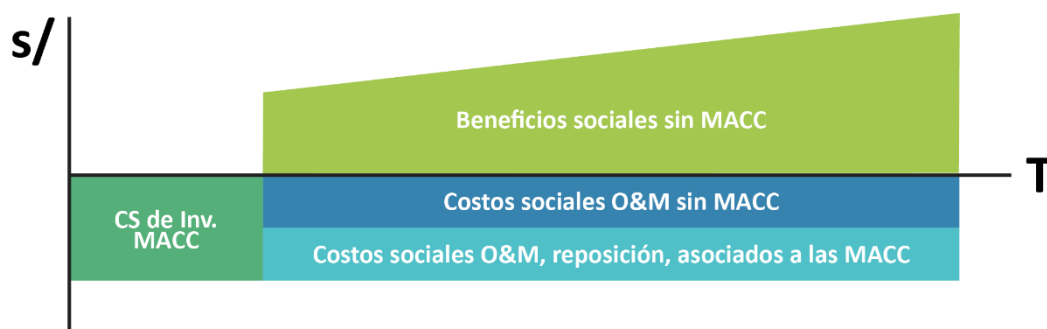 s/
Beneficios sociales sin MACC
T
CS de Inv.
MACC
Costos sociales O&M sin MACC
Costos sociales O&M, reposición, asociados a las MACC